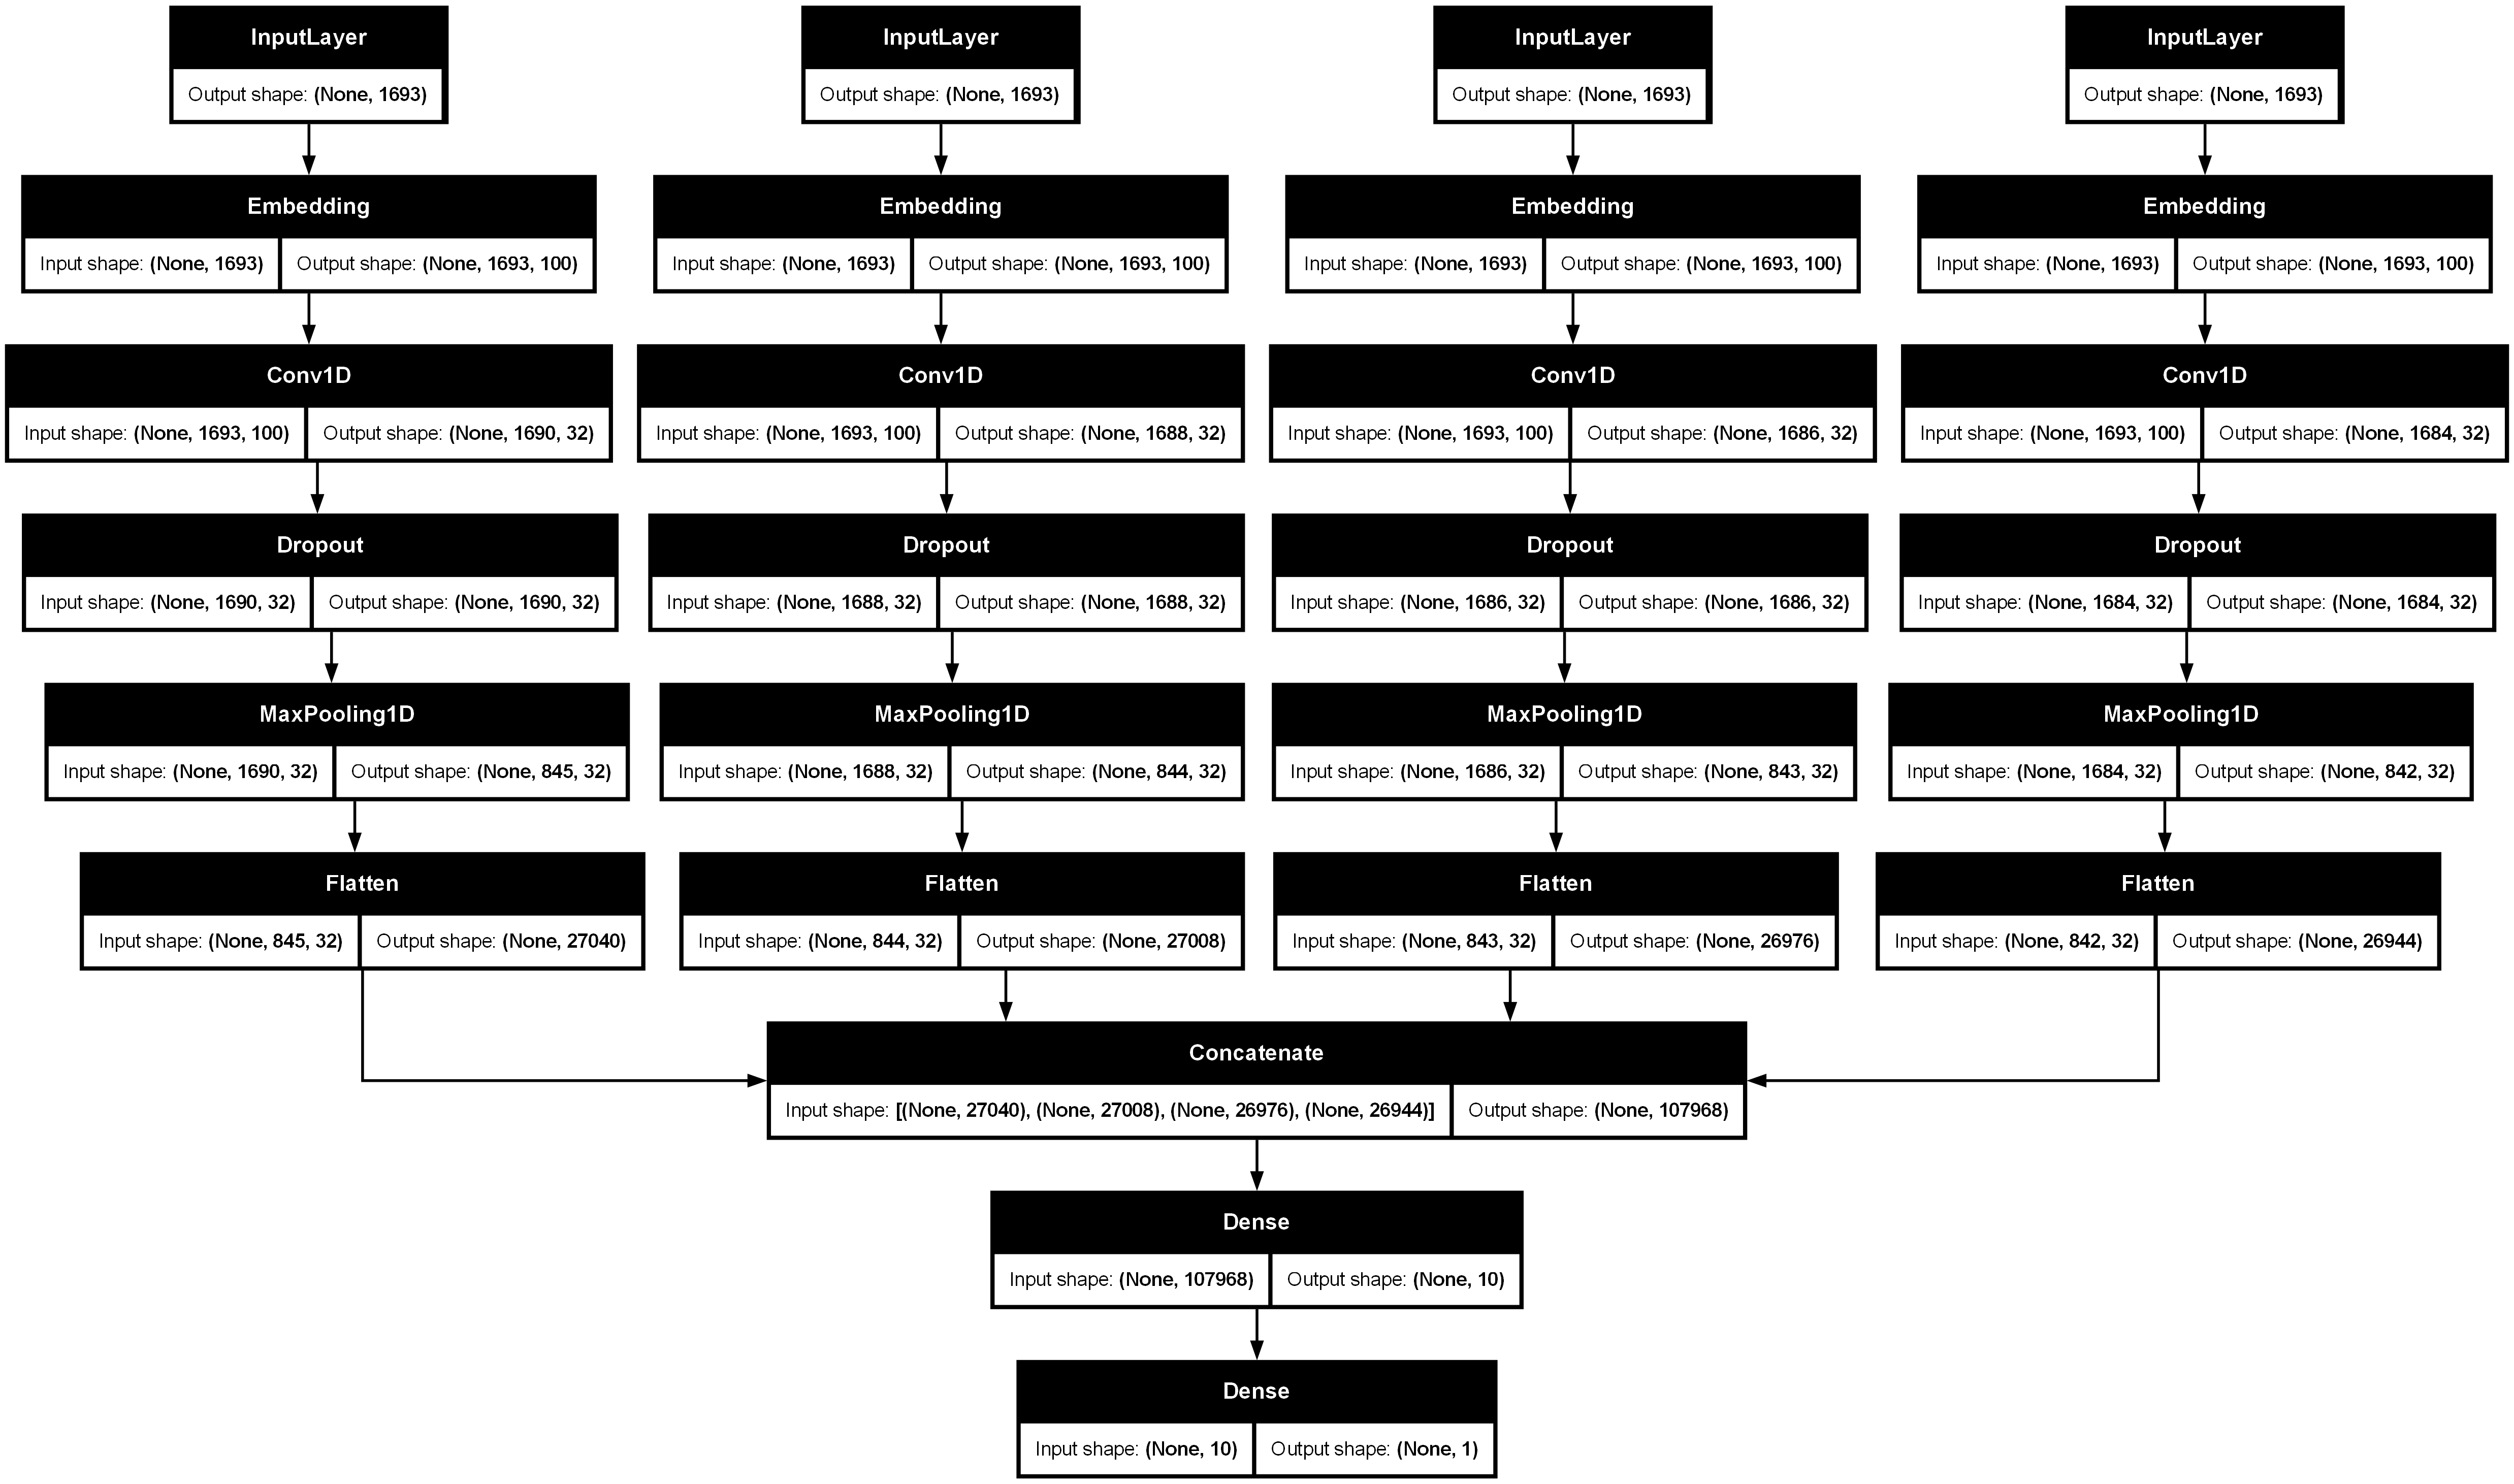 InputLayer
Output shape: (None, 1693)
InputLayer
Output shape: (None, 1693)
InputLayer
Output shape: (None, 1693)
InputLayer
Output shape: (None, 1693)
Embedding
Input shape: (None, 1693) Output shape: (None, 1693, 100)
Embedding
Input shape: (None, 1693) Output shape: (None, 1693, 100)
Embedding
Input shape: (None, 1693) Output shape: (None, 1693, 100)
Embedding
Input shape: (None, 1693) Output shape: (None, 1693, 100)
Conv1D
Input shape: (None, 1693, 100) Output shape: (None, 1690, 32)
Conv1D
Input shape: (None, 1693, 100) Output shape: (None, 1688, 32)
Conv1D
Input shape: (None, 1693, 100) Output shape: (None, 1686, 32)
Conv1D
Input shape: (None, 1693, 100) Output shape: (None, 1684, 32)
Dropout
Input shape: (None, 1690, 32) Output shape: (None, 1690, 32)
Dropout
Input shape: (None, 1688, 32) Output shape: (None, 1688, 32)
Dropout
Input shape: (None, 1686, 32) Output shape: (None, 1686, 32)
Dropout
Input shape: (None, 1684, 32) Output shape: (None, 1684, 32)
MaxPooling1D
Input shape: (None, 1690, 32) Output shape: (None, 845, 32)
MaxPooling1D
Input shape: (None, 1688, 32) Output shape: (None, 844, 32)
MaxPooling1D
Input shape: (None, 1686, 32) Output shape: (None, 843, 32)
MaxPooling1D
Input shape: (None, 1684, 32) Output shape: (None, 842, 32)
Flatten
Input shape: (None, 845, 32) Output shape: (None, 27040)
Flatten
Input shape: (None, 844, 32) Output shape: (None, 27008)
Flatten
Input shape: (None, 843, 32) Output shape: (None, 26976)
Flatten
Input shape: (None, 842, 32) Output shape: (None, 26944)
Concatenate
Input shape: [(None, 27040), (None, 27008), (None, 26976), (None, 26944)] Output shape: (None, 107968)
Dense
Input shape: (None, 107968) Output shape: (None, 10)
Dense
Input shape: (None, 10) Output shape: (None, 1)